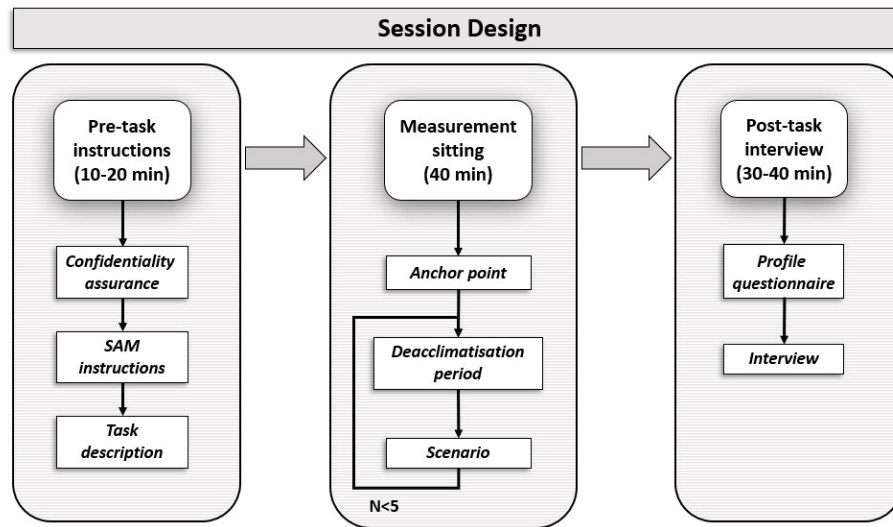 Session Design
Pre-task
instructions
(10-20 min)
Confidentiality
assurance
SAM
instructions
Task
description
Measurement
sitting
(40 min)
Anchor point
Deacclimatisation
period
Scenario
N<5
Post-task
interview
(30-40 min)
Profile
questionnaire
Interview